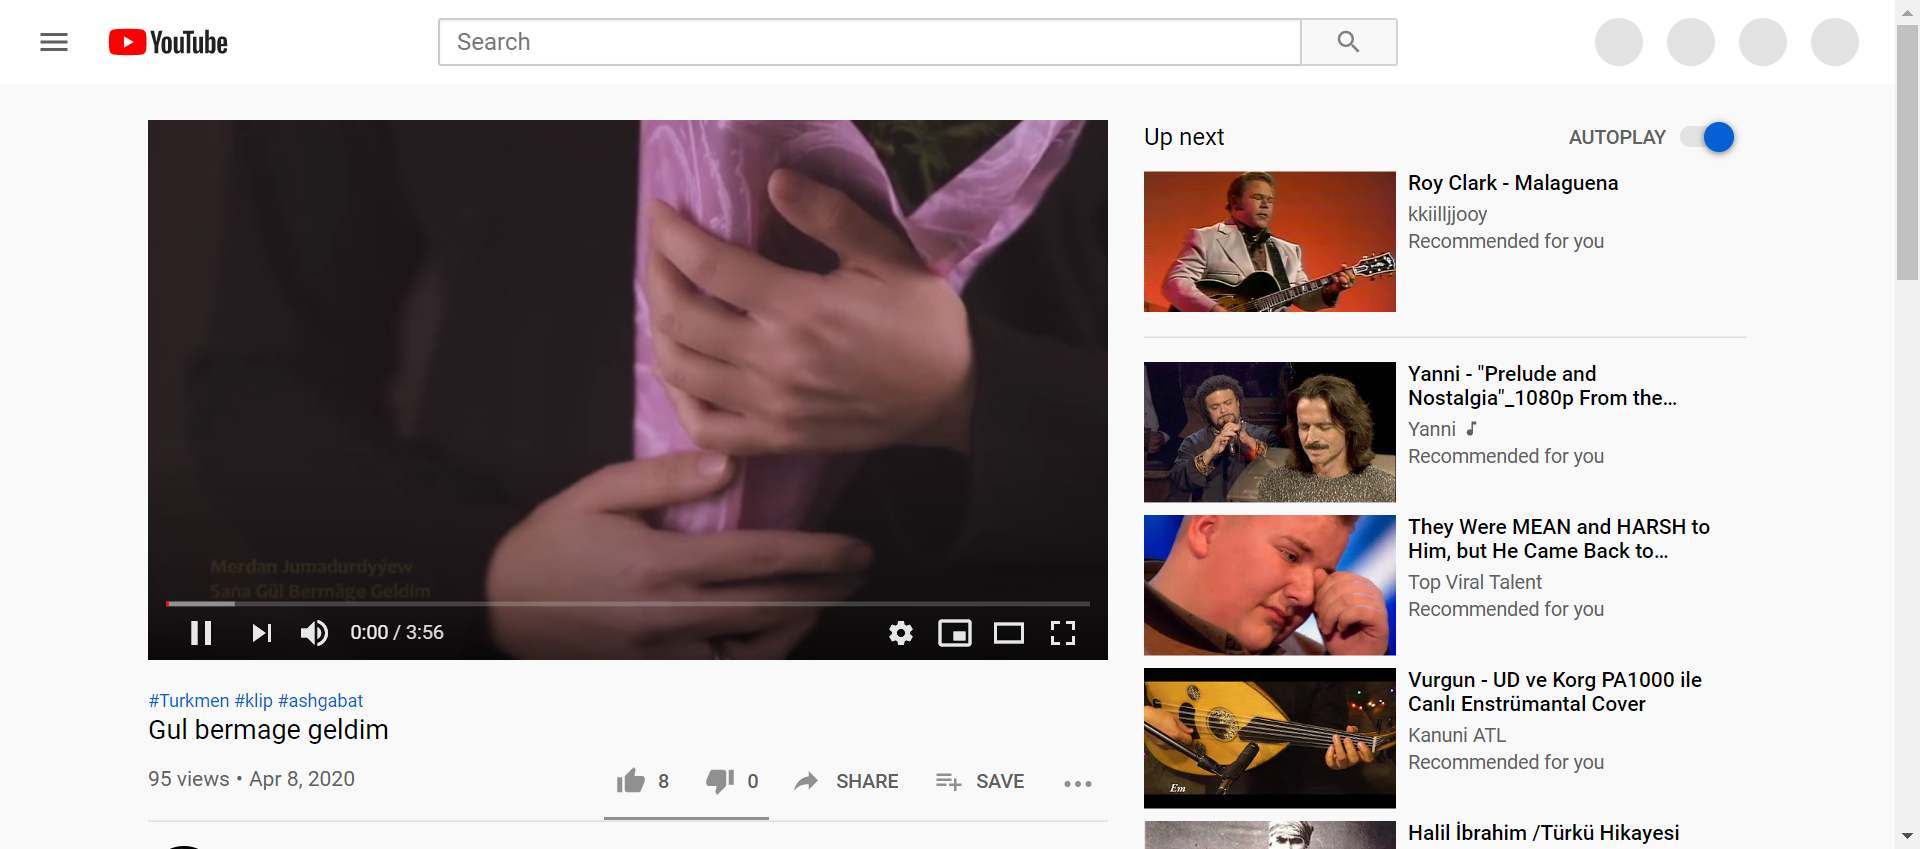 YouTube
Search
Merdan Jumadurdyýew
Saňa Gül Bermäge Geldim
0:00 / 3:56
#Turkmen #klip #ashgabat
Gul bermage geldim
95 views • Apr 8, 2020
8
0
SHARE
SAVE
Up next
AUTOPLAY
Roy Clark - Malaguena
kkiilljjooy
Recommended for you
Yanni - "Prelude and
Nostalgia"_1080p From the...
Yanni
Recommended for you
They Were MEAN and HARSH to
Him, but He Came Back to...
Top Viral Talent
Recommended for you
Em
Vurgun - UD ve Korg PA1000 ile
Canlı Enstrümantal Cover
Kanuni ATL
Recommended for you
Halil İbrahim /Türkü Hikayesi